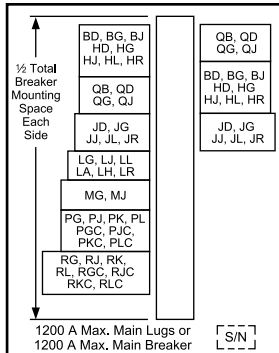 ½ Total
Breaker
Mounting
Space
Each
Side
BD, BG, BJ
HD, HG
HJ, HL, HR
QB, QD
QG, QJ
JD, JG
JJ, JL, JR
LG, LJ, LL
LA, LH, LR
MG, MJ
PG, PJ, PK, PL
PGC, PJC,
PKC, PLC
RG, RJ, RK,
RL, RGC, RJC
RKC, RLC
QB, QD
QG, QJ
BD, BG, BJ
HD, HG
HJ, HL, HR
JD, JG
JJ, JL, JR
1200 A Max. Main Lugs or
1200 A Max. Main Breaker
S/N